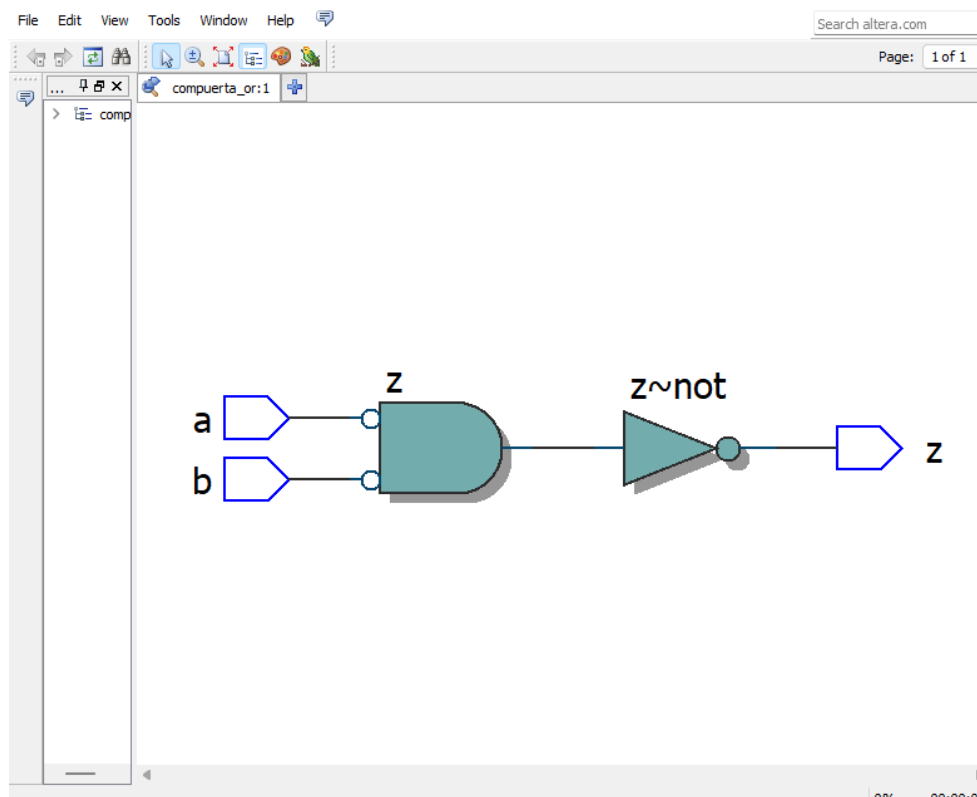 File Edit View Tools Window Help
Search altera.com
Page: 1 of 1
...
compuerta_or:1
comp
z
z~not
a
z
b